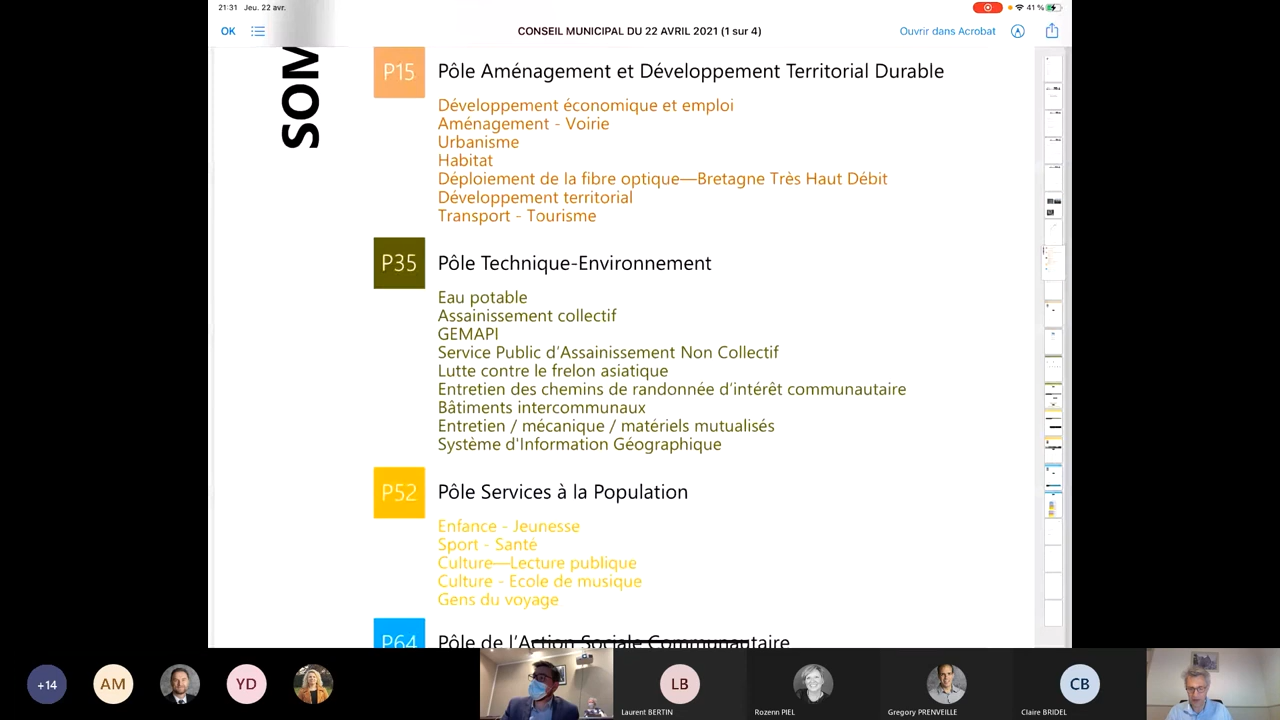 21:31 Jeu. 22 avr.
41 %
OK
CONSEIL MUNICIPAL DU 22 AVRIL 2021 (1 sur 4)
Ouvrir dans Acrobat
SOM
P15 Pôle Aménagement et Développement Territorial Durable
Développement économique et emploi
Aménagement - Voirie
Urbanisme
Habitat
Déploiement de la fibre optique—Bretagne Très Haut Débit
Développement territorial
Transport - Tourisme
P35 Pôle Technique-Environnement
Eau potable
Assainissement collectif
GEMAPI
Service Public d'Assainissement Non Collectif
Lutte contre le frelon asiatique
Entretien des chemins de randonnée d'intérêt communautaire
Bâtiments intercommunaux
Entretien / mécanique / matériels mutualisés
Système d'Information Géographique
P52 Pôle Services à la Population
Enfance - Jeunesse
Sport - Santé
Culture—Lecture publique
Culture - Ecole de musique
Gens du voyage
P64 Pôle de l'Action Sociale Communautaire
+14
AM
YD
LB
CB
Laurent BERTIN
Rozenn PIEL
Gregory PRENVEILLE
Claire BRIDEL